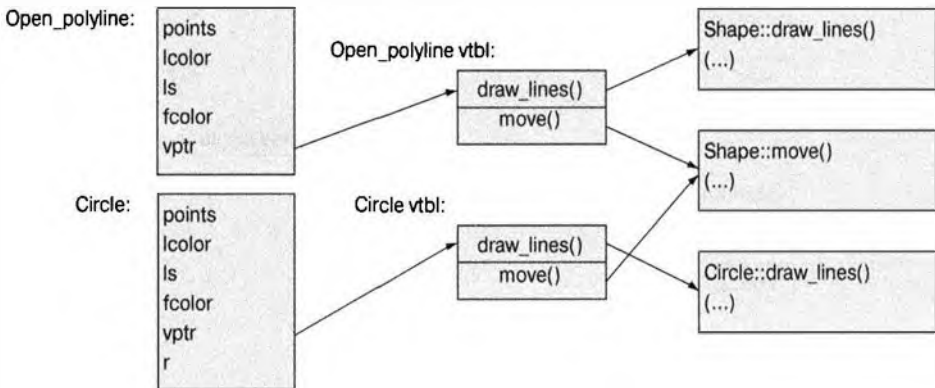 Open_polyline:
points
lcolor
ls
fcolor
vptr
Open_polyline vtbl:
draw_lines()
move()
Shape::draw_lines()
(...)
Shape::move()
(...)
Circle:
points
lcolor
ls
fcolor
vptr
r
Circle vtbl:
draw_lines()
move()
Circle::draw_lines()
(...)